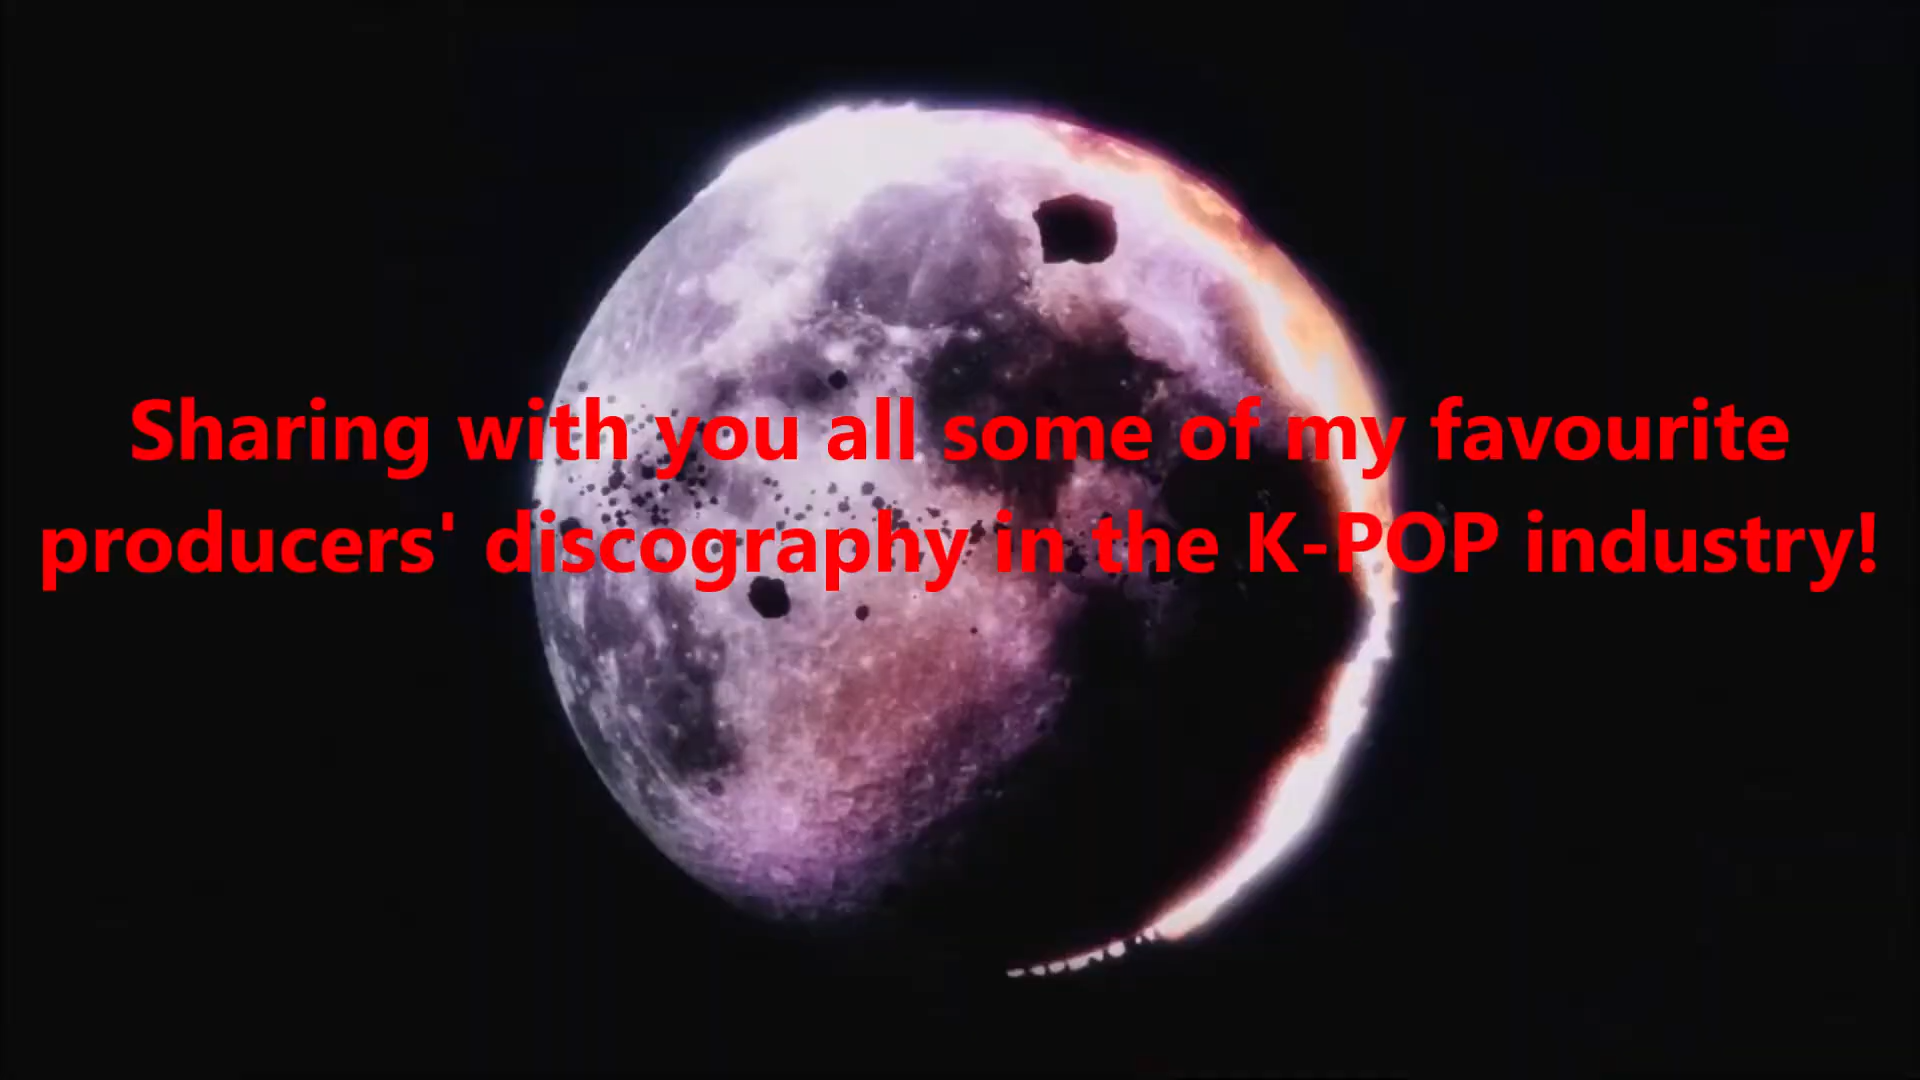 Sharing with you all some of my favourite
producers' discography in the K-POP industry!